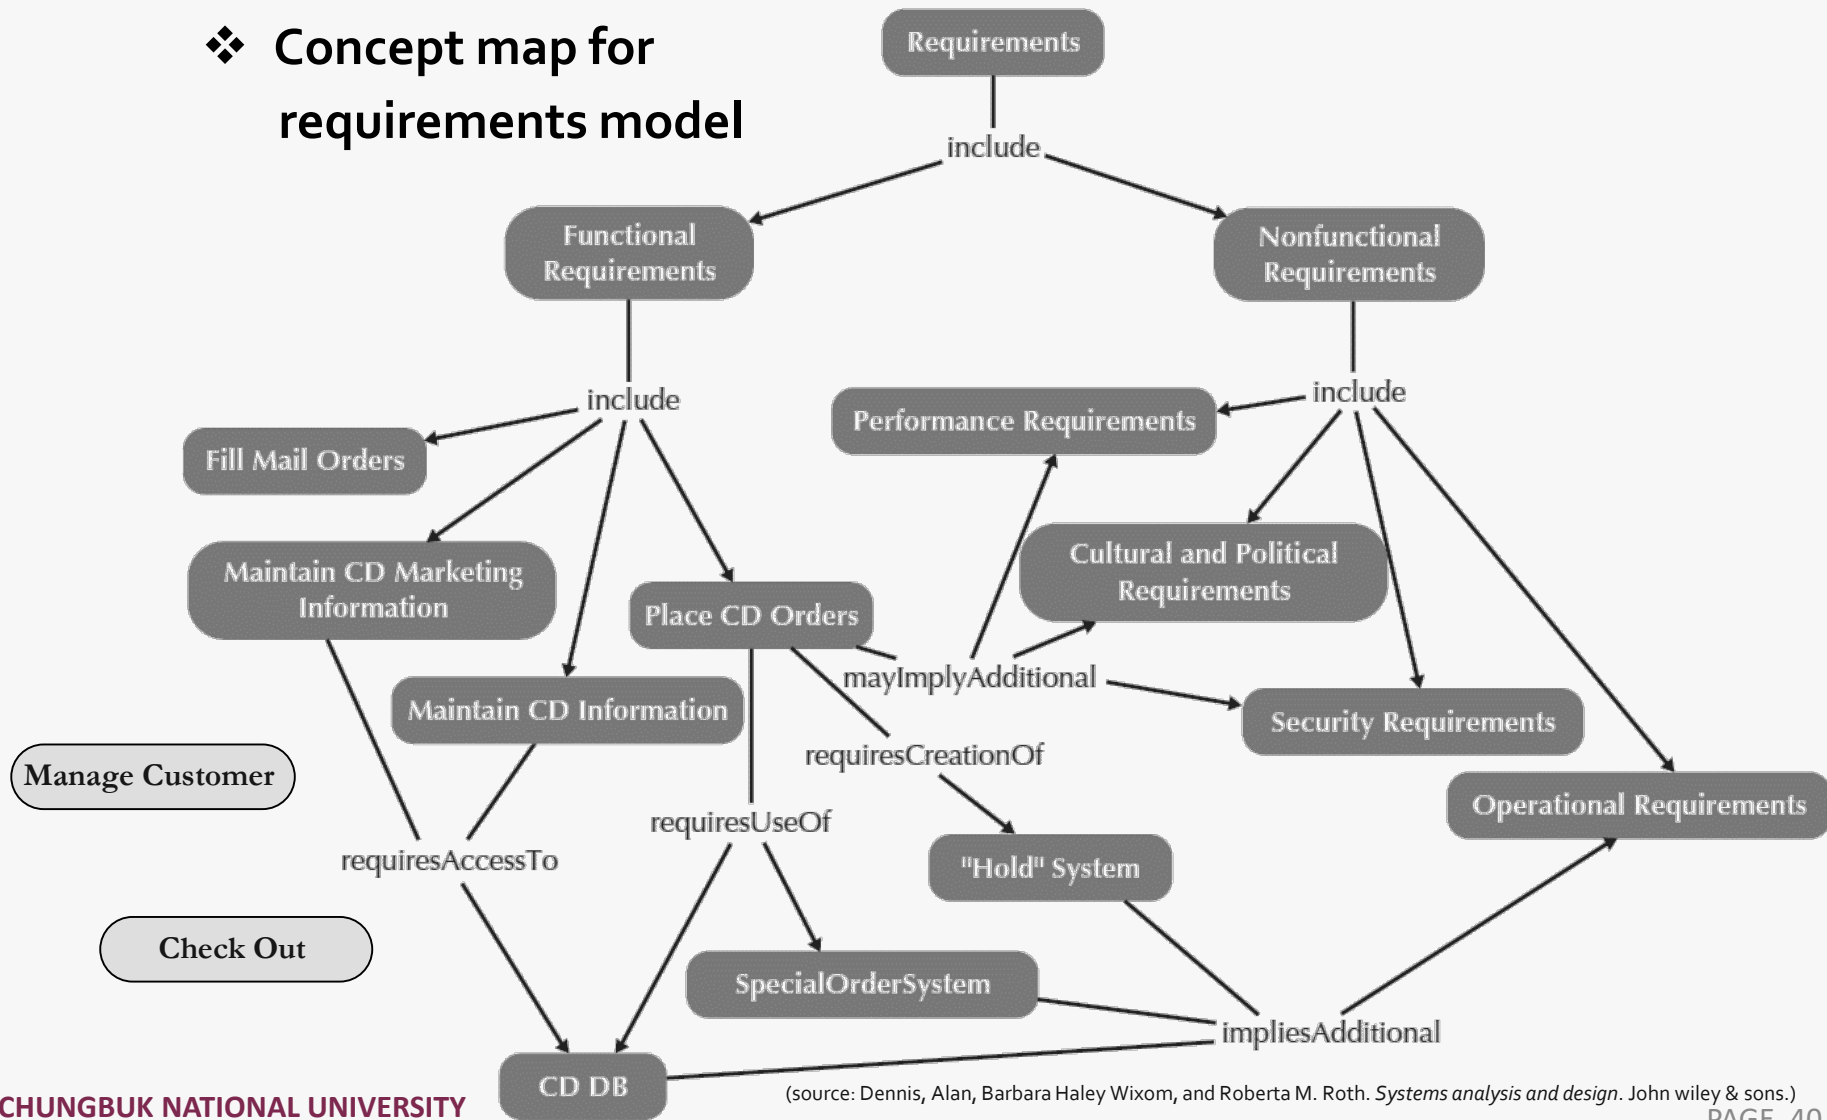 ❖ Concept map for
requirements model
Requirements
include
Functional
Requirements
Nonfunctional
Requirements
include
include
Performance Requirements
Fill Mail Orders
Cultural and Political
Requirements
Maintain CD Marketing
Information
Place CD Orders
mayImplyAdditional
Maintain CD Information
Security Requirements
requiresCreationOf
Manage Customer
Operational Requirements
requiresUseOf
requiresAccessTo
"Hold" System
Check Out
SpecialOrderSystem
impliesAdditional
CD DB
(source: Dennis, Alan, Barbara Haley Wixom, and Roberta M. Roth. Systems analysis and design. John wiley & sons.)
CHUNGBUK NATIONAL UNIVERSITY
PAGE 40